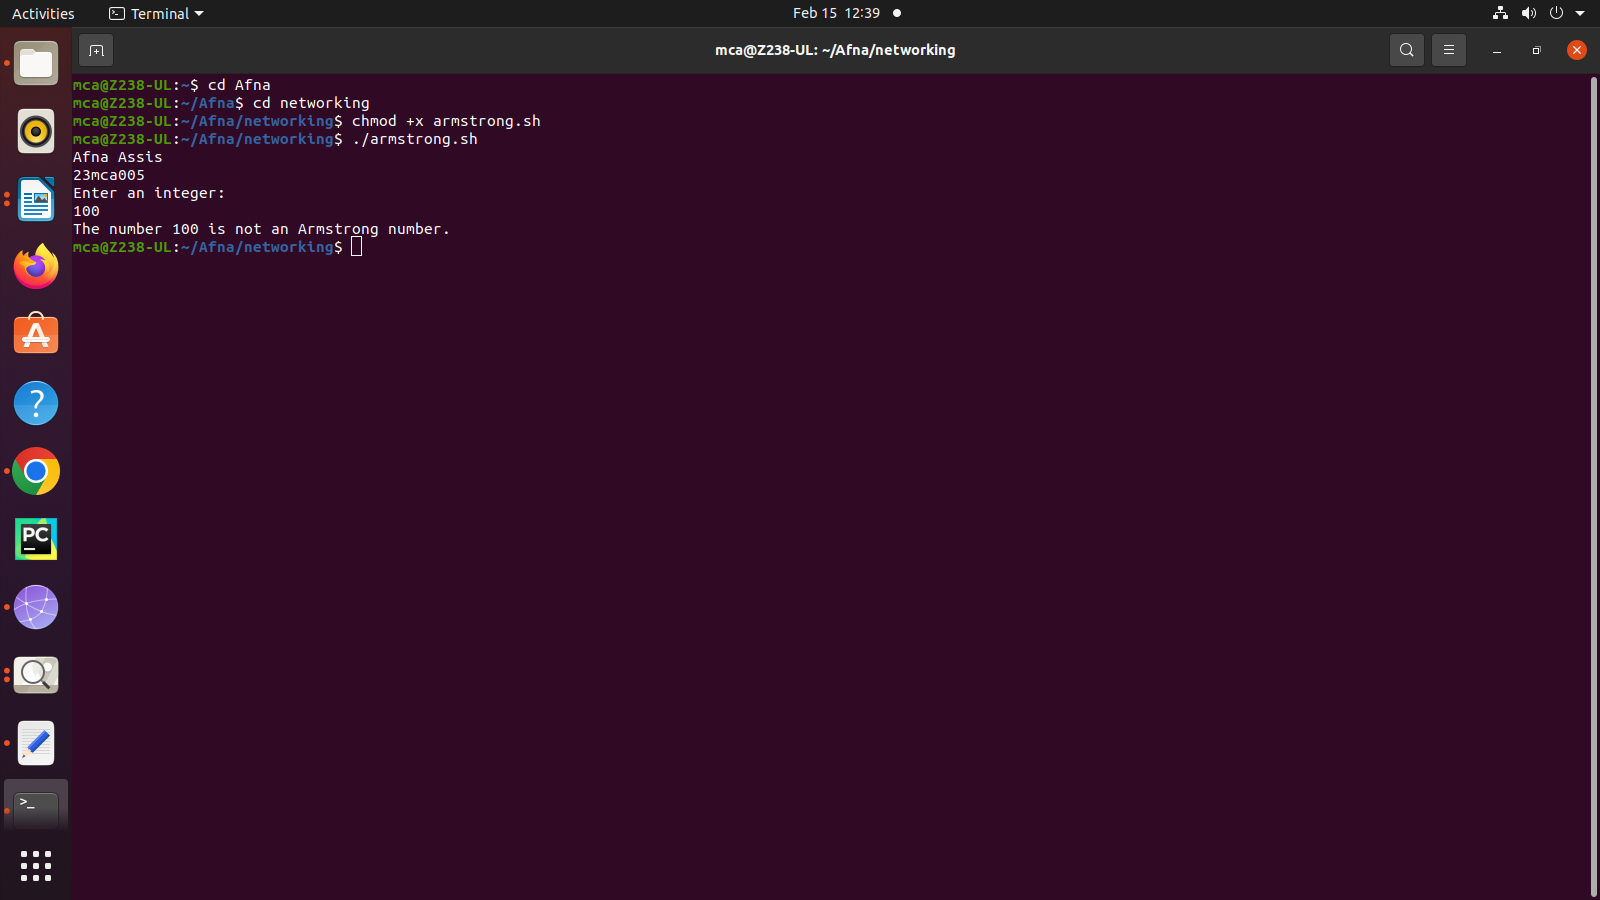 Activities
Terminal
Feb 15 12:39
mca@Z238-UL: ~/Afna/networking
mca@Z238-UL:~$ cd Afna
mca@Z238-UL:~/Afna$ cd networking
mca@Z238-UL:~/Afna/networking$ chmod +x armstrong.sh
mca@Z238-UL:~/Afna/networking$ ./armstrong.sh
Afna Assis
23mca005
Enter an integer:
100
The number 100 is not an Armstrong number.
mca@Z238-UL:~/Afna/networking$
?
PC
>_